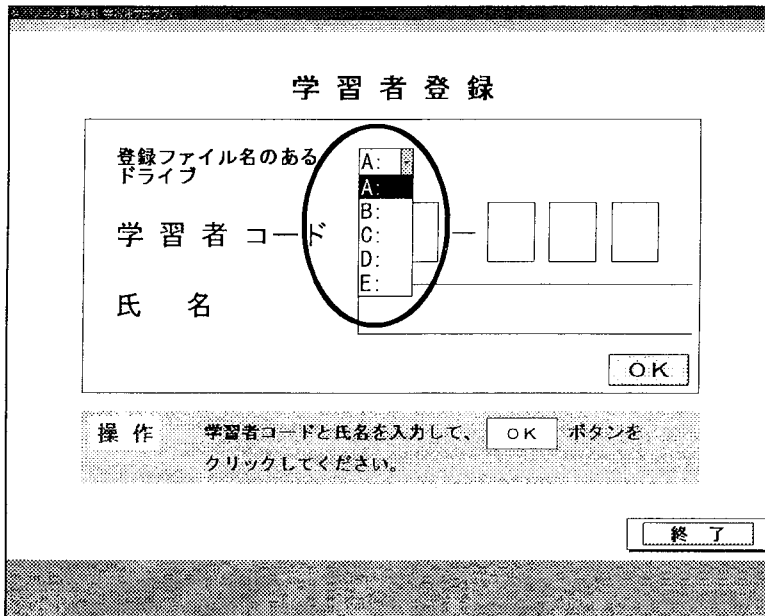 学習者登録
登録ファイル名のある
ドライブ
A:
A:
B:
C:
D:
E:
学習者コード
—
氏 名
OK
操作
学習者コードと氏名を入力して、 OK ボタンを
クリックしてください。
終了